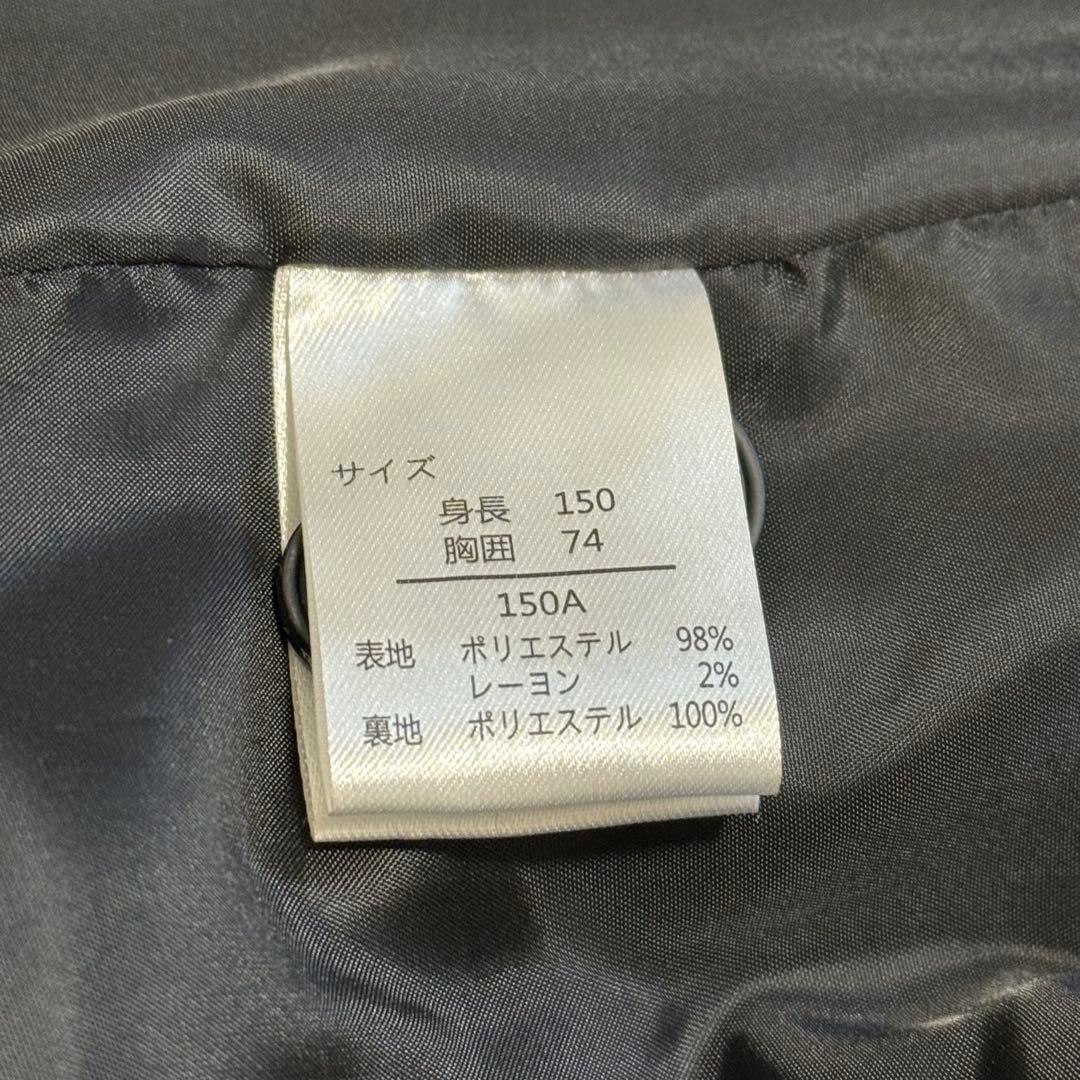 サイズ
身長 150
胸囲 74
150A
表地 ポリエステル 98%
レーヨン 2%
裏地 ポリエステル 100%